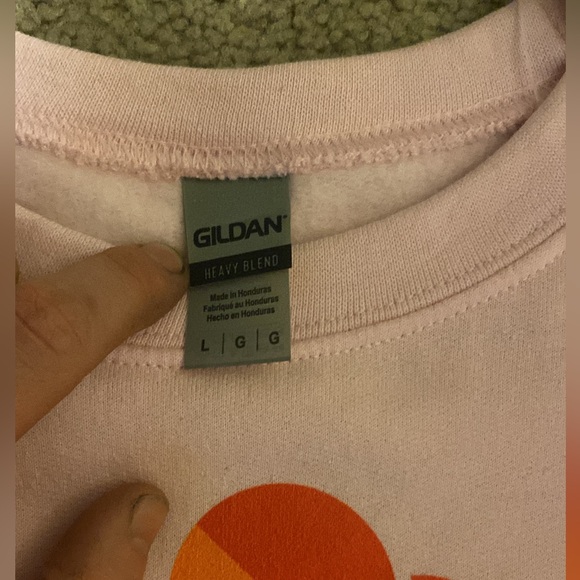 GILDAN
HEAVY BLEND
Made in Honduras
Fabriqué au Honduras
Hecho en Honduras
L | G | G